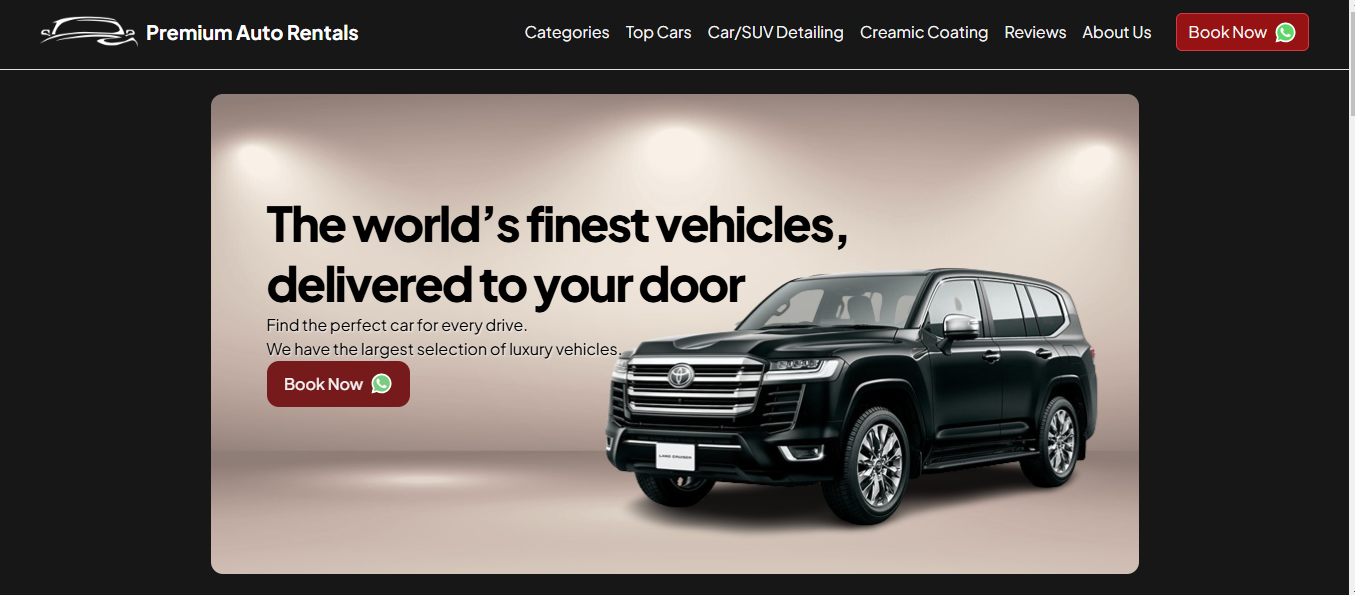 Premium Auto Rentals
Categories Top Cars Car/SUV Detailing Creamic Coating Reviews About Us Book Now
The world’s finest vehicles,
delivered to your door
Find the perfect car for every drive.
We have the largest selection of luxury vehicles.
Book Now
LAND CRUISER